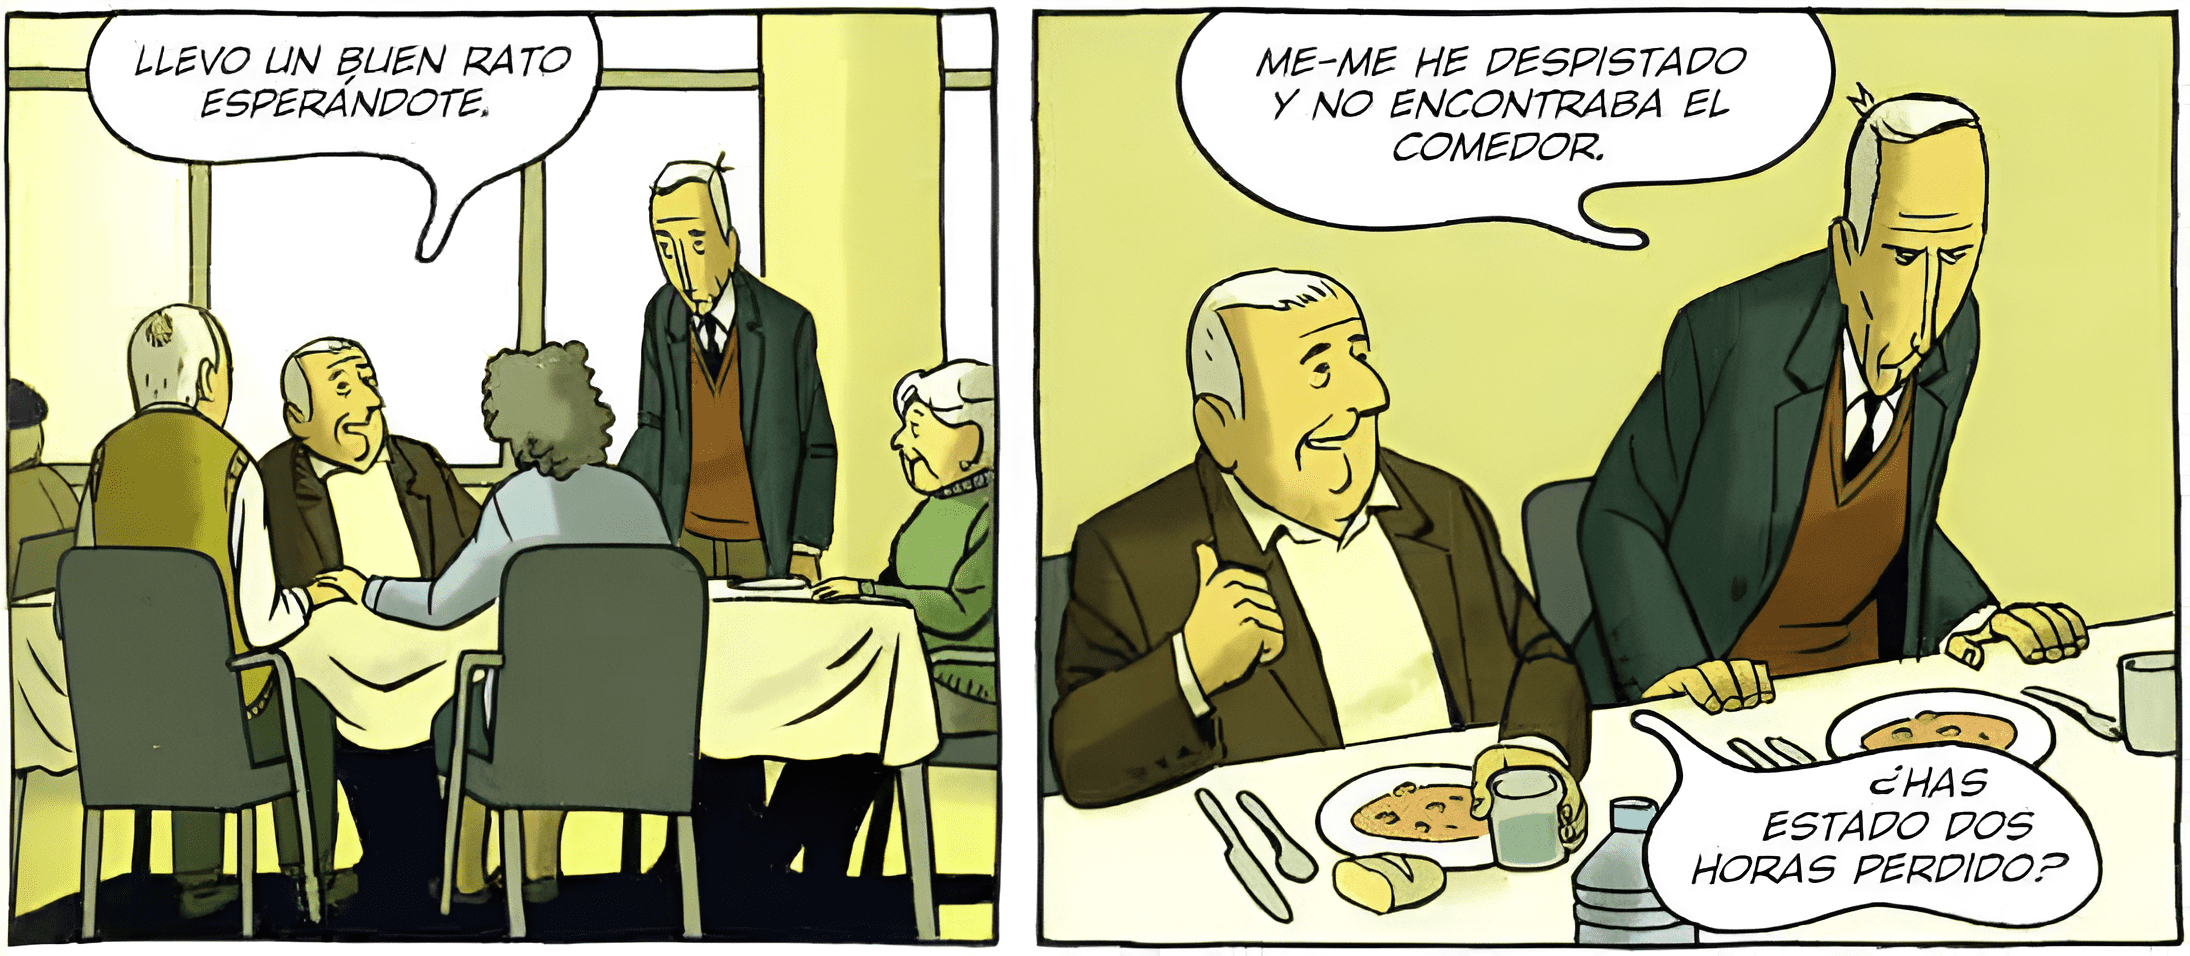 LLEVO UN BUEN RATO
ESPERÁNDOTE.
ME-ME HE DESPISTADO
Y NO ENCONTRABA EL
COMEDOR.
¿HAS
ESTADO DOS
HORAS PERDIDO?